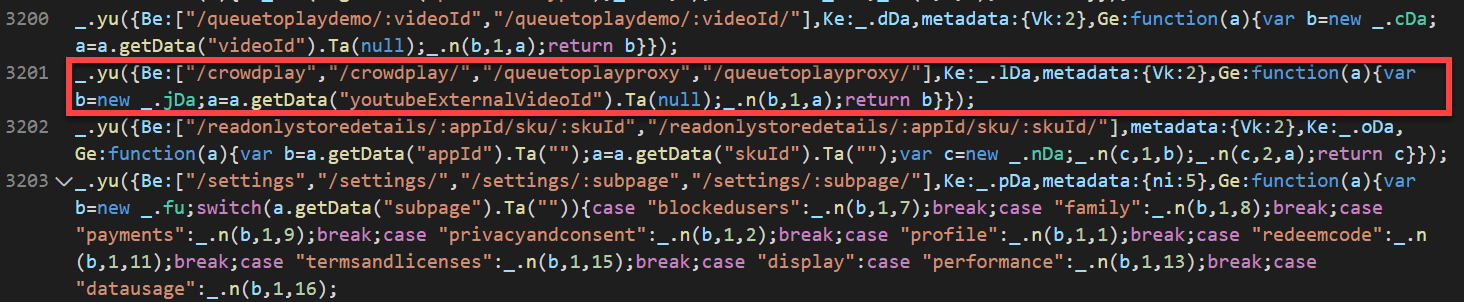 3200 _.yu({Be:["/queuetoplaydemo/:videoId","/queuetoplaydemo/:videoId/"],Ke:_.dDa,metadata:{Vk:2},Ge:function(a){var b=new _.cDa;
a=a.getData("videoId").Ta(null);_.n(b,1,a);return b}});
3201 _.yu({Be:["/crowdplay","/crowdplay/","/queuetoplayproxy","/queuetoplayproxy/"],Ke:_.lDa,metadata:{Vk:2},Ge:function(a){var
b=new _.jDa;a=a.getData("youtubeExternalVideoId").Ta(null);_.n(b,1,a);return b}});
3202 _.yu({Be:["/readonlystoredetails/:appId/sku/:skuId","/readonlystoredetails/:appId/sku/:skuId/"],metadata:{Vk:2},Ke:_.oDa,
Ge:function(a){var b=a.getData("appId").Ta("");a=a.getData("skuId").Ta("");var c=new _.nDa;_.n(c,1,b);_.n(c,2,a);return c}});
3203 _.yu({Be:["/settings","/settings/","/settings/:subpage","/settings/:subpage/"],Ke:_.pDa,metadata:{ni:5},Ge:function(a){var
b=new _.fu;switch(a.getData("subpage").Ta("")){case "blockedusers":_.n(b,1,7);break;case "family":_.n(b,1,8);break;case
"payments":_.n(b,1,9);break;case "privacyandconsent":_.n(b,1,2);break;case "profile":_.n(b,1,1);break;case "redeemcode":_.n
(b,1,11);break;case "termsandlicenses":_.n(b,1,15);break;case "display":case "performance":_.n(b,1,13);break;case
"datausage":_.n(b,1,16);